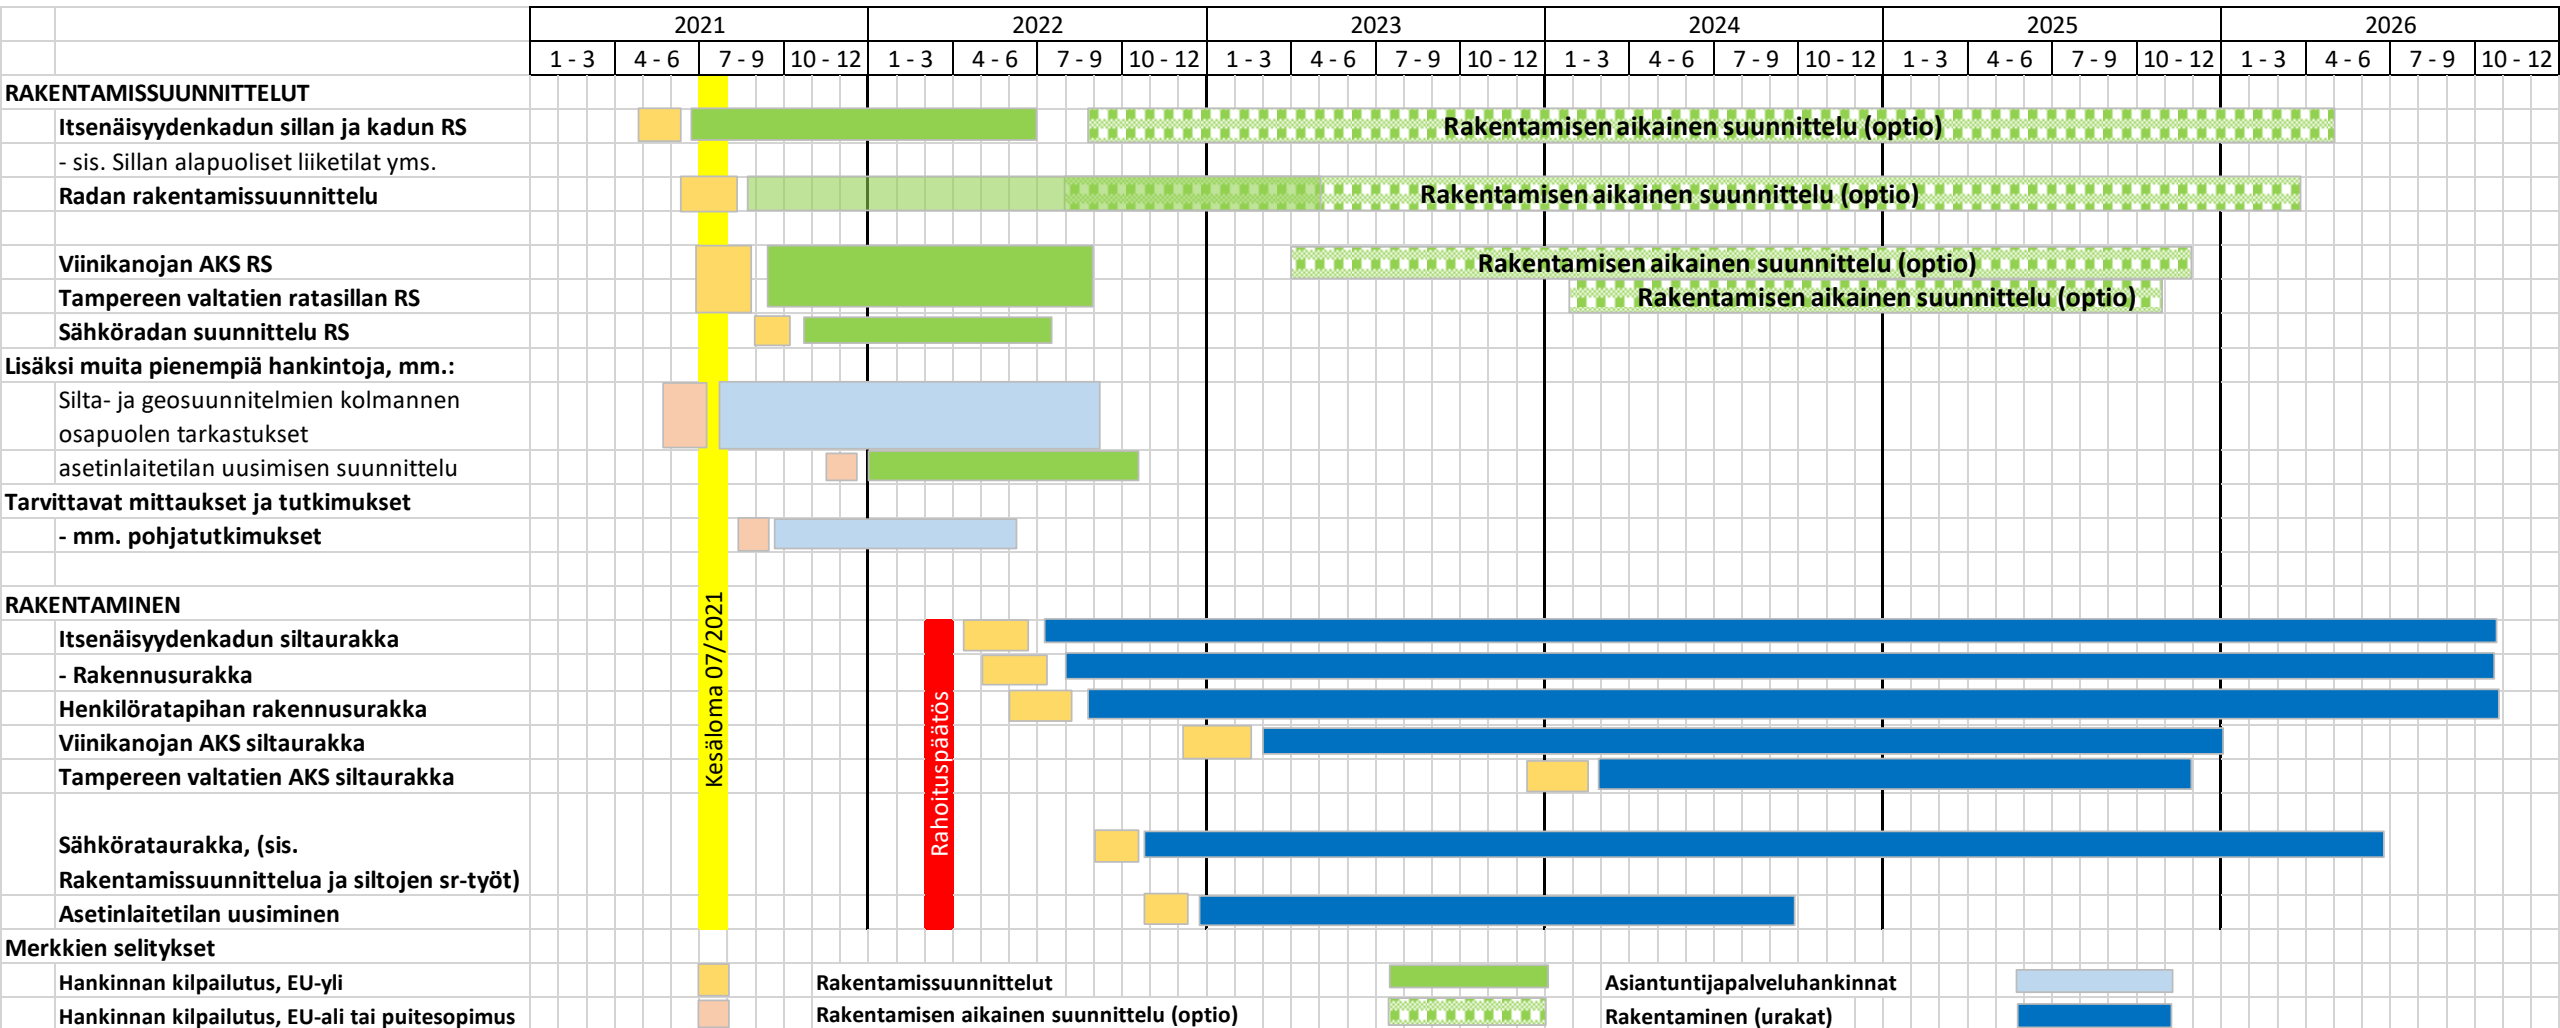 2021 2022 2023 2024 2025 2026
1 - 3 4 - 6 7 - 9 10 - 12 1 - 3 4 - 6 7 - 9 10 - 12 1 - 3 4 - 6 7 - 9 10 - 12 1 - 3 4 - 6 7 - 9 10 - 12 1 - 3 4 - 6 7 - 9 10 - 12 1 - 3 4 - 6 7 - 9 10 - 12
RAKENTAMISSUUNNITTELUT
Itsenäisyydenkadun sillan ja kadun RS Rakentamisen aikainen suunnittelu (optio)
- sis. Sillan alapuoliset liiketilat yms.
Radan rakentamissuunnittelu Rakentamisen aikainen suunnittelu (optio)
Viinikanojan AKS RS Rakentamisen aikainen suunnittelu (optio)
Tampereen valtatien ratasillan RS Rakentamisen aikainen suunnittelu (optio)
Sähköradan suunnittelu RS
Lisäksi muita pienempiä hankintoja, mm.:
Silta- ja geosuunnitelmien kolmannen
osapuolen tarkastukset
asetinlaitetilan uusimisen suunnittelu
Tarvittavat mittaukset ja tutkimukset
- mm. pohjatutkimukset
Kesäloma 07/2021
Rahoituspäätös
RAKENTAMINEN
Itsenäisyydenkadun siltaurakka
- Rakennusurakka
Henkilöratapihan rakennusurakka
Viinikanojan AKS siltaurakka
Tampereen valtatien AKS siltaurakka
Sähkörataurakka, (sis.
Rakentamissuunnittelua ja siltojen sr-työt)
Asetinlaitetilan uusiminen
Merkkien selitykset
Hankinnan kilpailutus, EU-yli Rakentamissuunnittelut Asiantuntijapalveluhankinnat
Hankinnan kilpailutus, EU-ali tai puitesopimus Rakentamisen aikainen suunnittelu (optio) Rakentaminen (urakat)